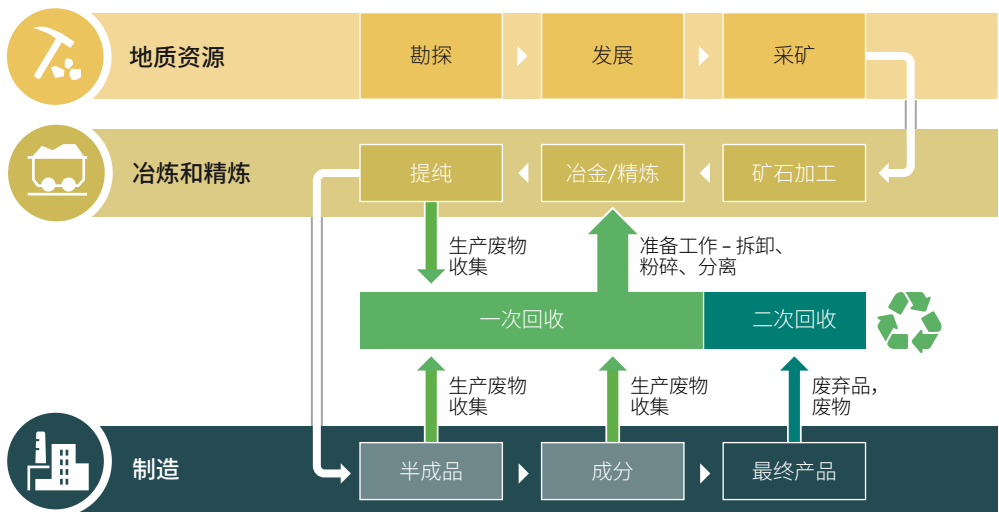 地质资源
勘探
发展
采矿
冶炼和精炼
提纯
冶金/精炼
矿石加工
生产废物
收集
准备工作 – 拆卸、
粉碎、分离
一次回收
二次回收
生产废物
收集
生产废物
收集
废弃品，
废物
制造
半成品
成分
最终产品